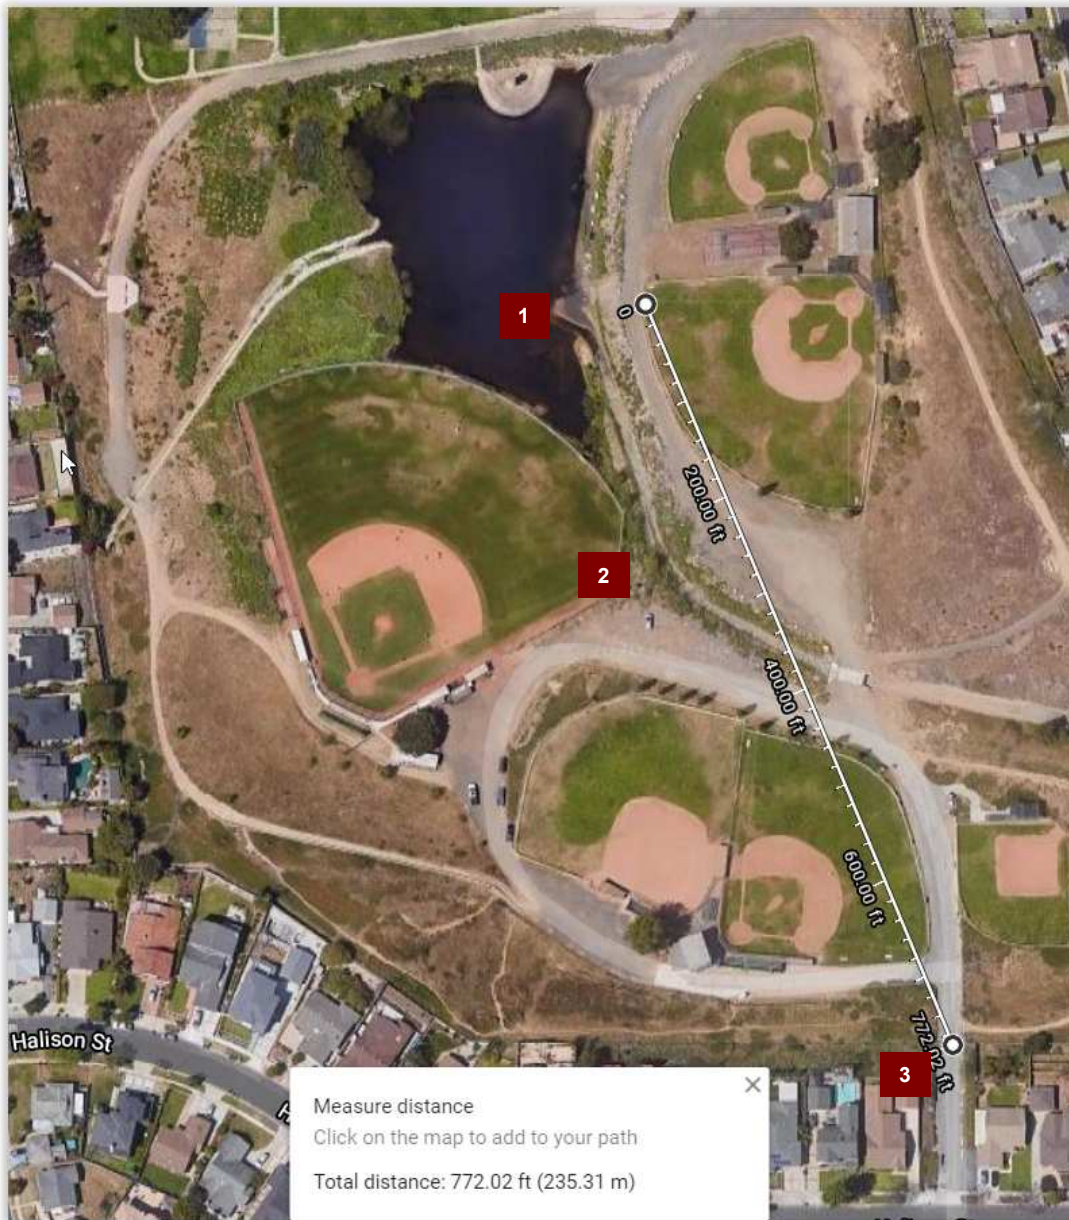 1
0
200.00 ft
2
400.00 ft
600.00 ft
772.02 ft
3
Halison St
Measure distance
Click on the map to add to your path
Total distance: 772.02 ft (235.31 m)